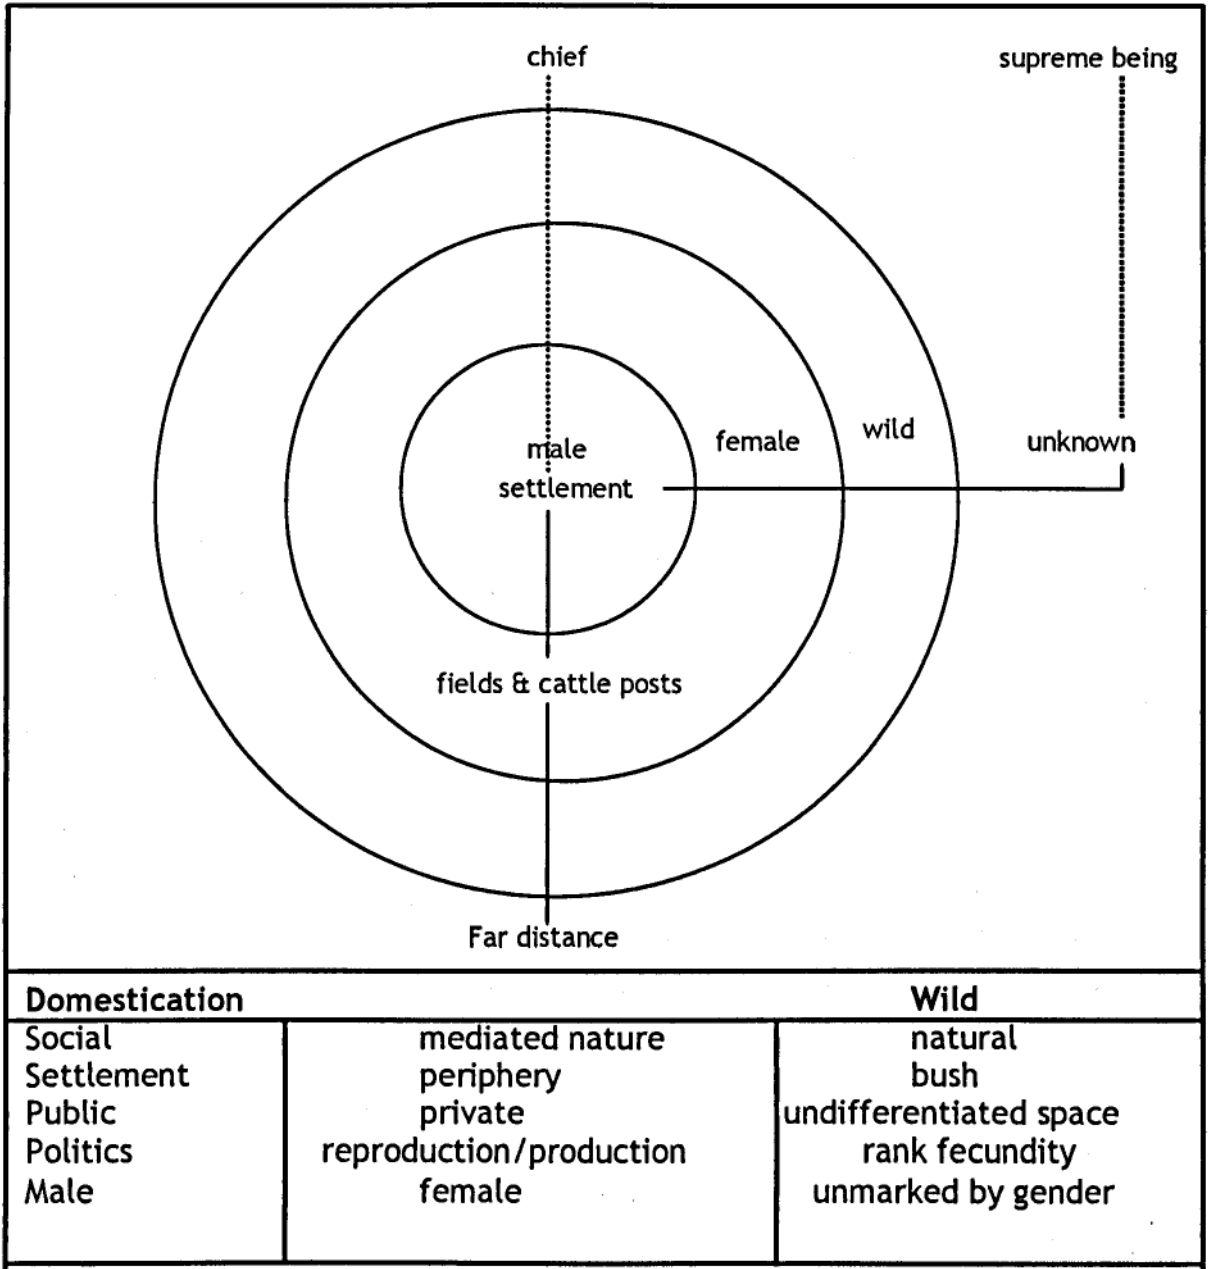 chief
supreme being
male
female
wild
unknown
settlement
fields & cattle posts
Far distance
Domestication Wild
Social mediated nature natural
Settlement periphery bush
Public private undifferentiated space
Politics reproduction/production rank fecundity
Male female unmarked by gender